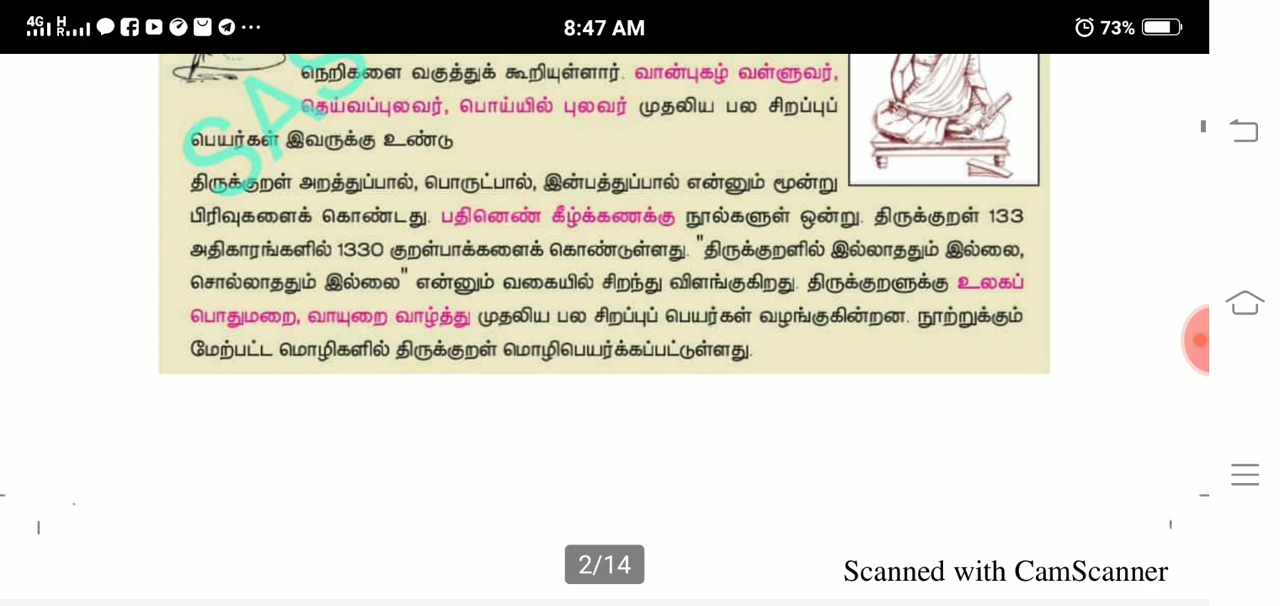 4G H R ...
8:47 AM
73%
நெறிகளை வகுத்துக் கூறியுள்ளார். வான்புகழ் வள்ளுவர்,
தெய்வப்புலவர், பொய்யில் புலவர் முதலிய பல சிறப்புப்
பெயர்கள் இவருக்கு உண்டு
திருக்குறள் அறத்துப்பால், பொருட்பால், இன்பத்துப்பால் என்னும் மூன்று
பிரிவுகளைக் கொண்டது. பதினெண் கீழ்க்கணக்கு நூல்களுள் ஒன்று. திருக்குறள் 133
அதிகாரங்களில் 1330 குறள்பாக்களைக் கொண்டுள்ளது. "திருக்குறளில் இல்லாததும் இல்லை,
சொல்லாததும் இல்லை" என்னும் வகையில் சிறந்து விளங்குகிறது. திருக்குறளுக்கு உலகப்
பொதுமறை, வாயுறை வாழ்த்து முதலிய பல சிறப்புப் பெயர்கள் வழங்குகின்றன. நூற்றுக்கும்
மேற்பட்ட மொழிகளில் திருக்குறள் மொழிபெயர்க்கப்பட்டுள்ளது.
SAS
2/14
Scanned with CamScanner